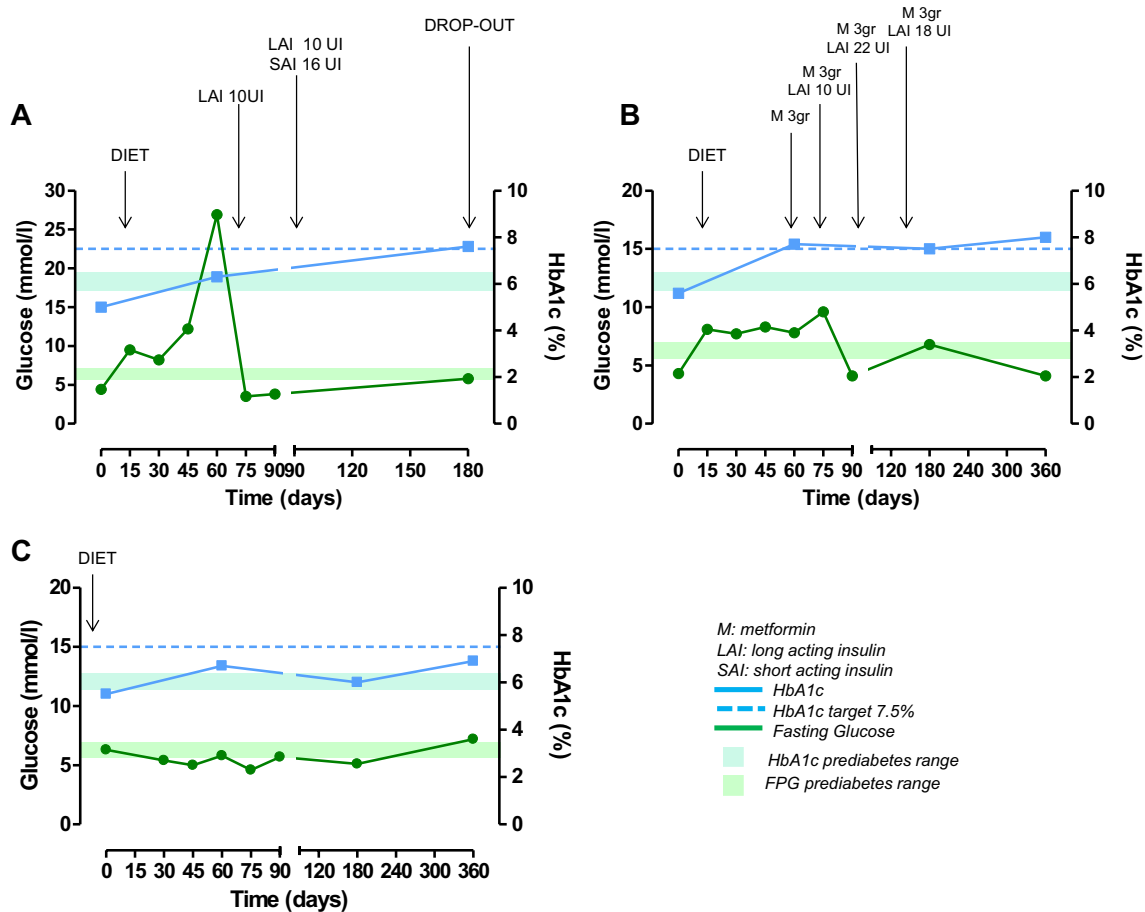 A
DIET
LAI 10UI
LAI 10 UI
SAI 16 UI
DROP-OUT
Glucose (mmol/l)
30
25
20
15
10
5
0
HbA1c (%)
10
8
6
4
2
0
0 15 30 45 60 75 90 90 120 150 180
Time (days)
B
DIET
M 3gr
M 3gr
LAI 10 UI
M 3gr
LAI 22 UI
M 3gr
LAI 18 UI
Glucose (mmol/l)
20
15
10
5
0
HbA1c (%)
10
8
6
4
2
0
0 15 30 45 60 75 90 120 180 240 300 360
Time (days)
C
DIET
Glucose (mmol/l)
20
15
10
5
0
HbA1c (%)
10
8
6
4
2
0
0 15 30 45 60 75 90 120 180 240 300 360
Time (days)
M: metformin
LAI: long acting insulin
SAI: short acting insulin
HbA1c
HbA1c target 7.5%
Fasting Glucose
HbA1c prediabetes range
FPG prediabetes range